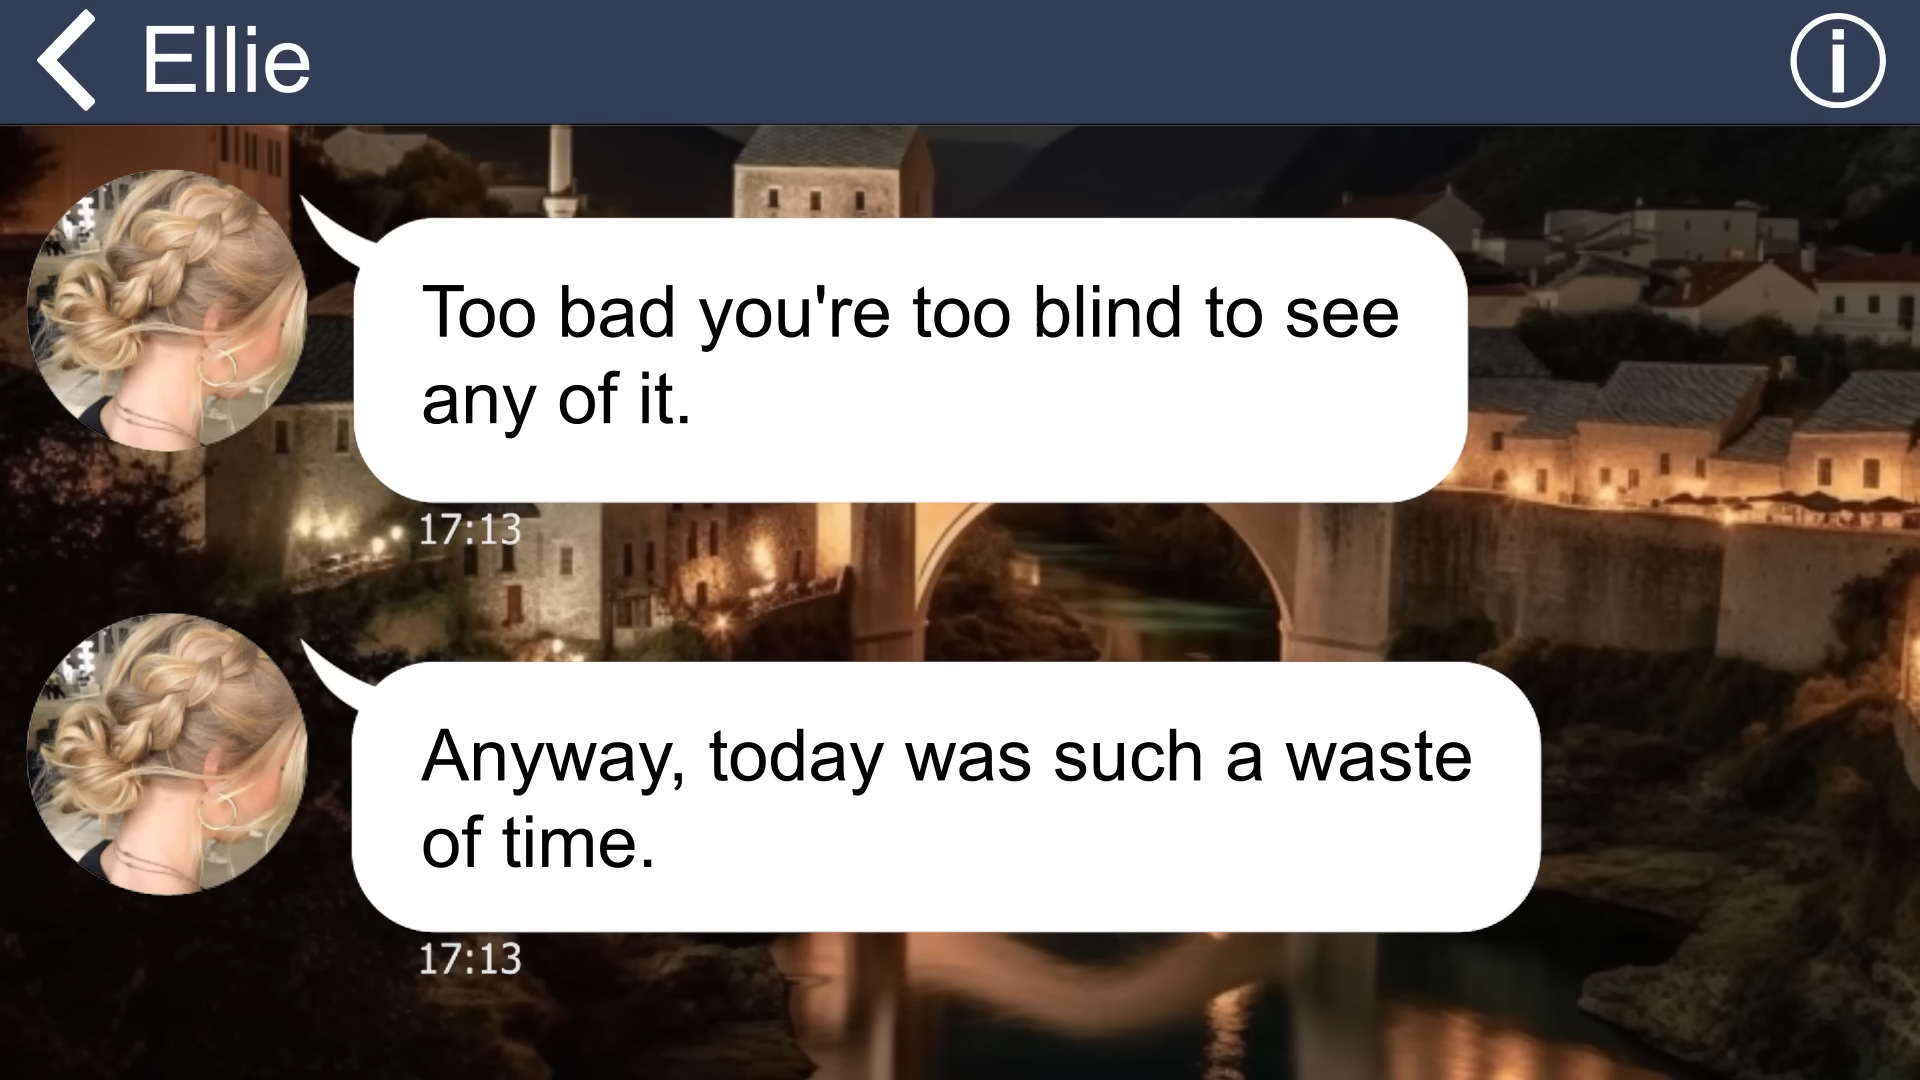 Ellie
Too bad you're too blind to see
any of it.
17:13
Anyway, today was such a waste
of time.
17:13